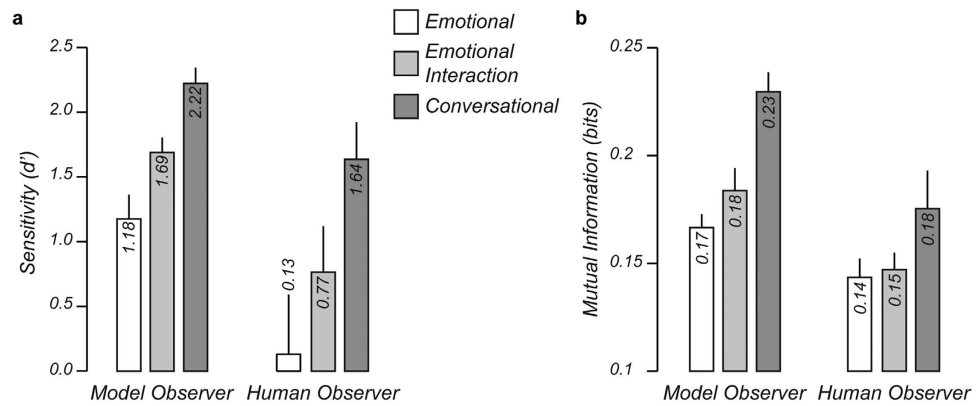 a
Emotional
Emotional
Interaction
Conversational
Sensitivity (d')
2.5
2.0
1.5
1.0
0.5
0.0
1.18
1.69
2.22
0.13
0.77
1.64
Model Observer
Human Observer
b
Mutual Information (bits)
0.25
0.2
0.15
0.1
0.17
0.18
0.23
0.14
0.15
0.18
Model Observer
Human Observer